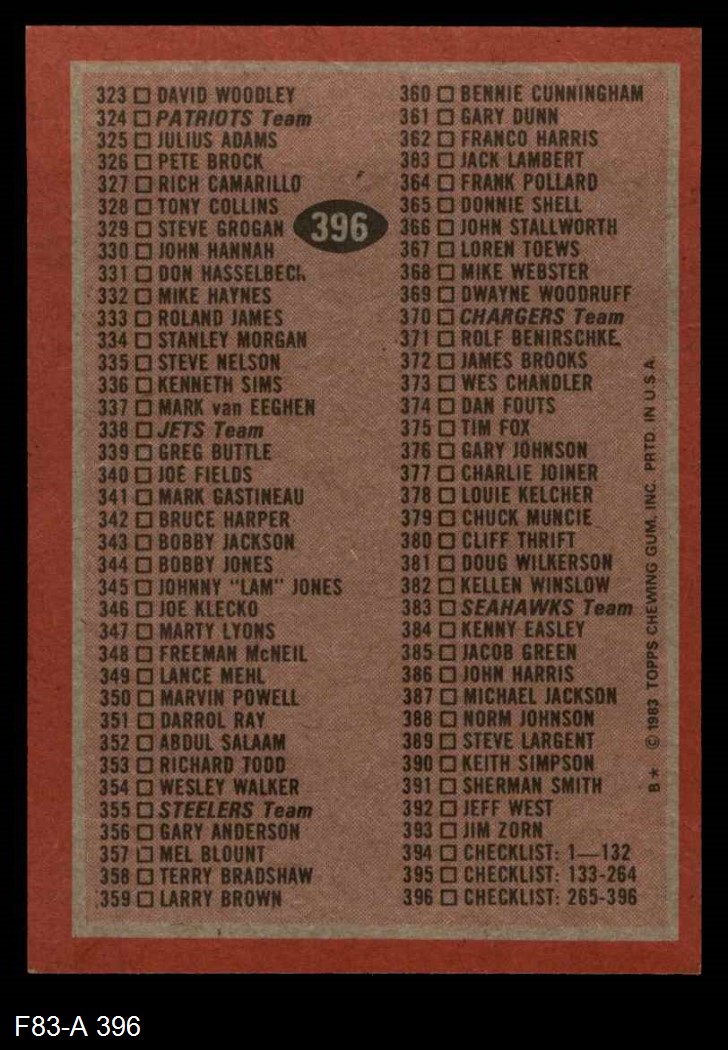 323 □ DAVID WOODLEY
324 □ PATRIOTS Team
325 □ JULIUS ADAMS
326 □ PETE BROCK
327 □ RICH CAMARILLO
328 □ TONY COLLINS
329 □ STEVE GROGAN
330 □ JOHN HANNAH
331 □ DON HASSELBECK
332 □ MIKE HAYNES
333 □ ROLAND JAMES
334 □ STANLEY MORGAN
335 □ STEVE NELSON
336 □ KENNETH SIMS
337 □ MARK van EEGHEN
338 □ JETS Team
339 □ GREG BUTTLE
340 □ JOE FIELDS
341 □ MARK GASTINEAU
342 □ BRUCE HARPER
343 □ BOBBY JACKSON
344 □ BOBBY JONES
345 □ JOHNNY "LAM" JONES
346 □ JOE KLECKO
347 □ MARTY LYONS
348 □ FREEMAN McNEIL
349 □ LANCE MEHL
350 □ MARVIN POWELL
351 □ DARROL RAY
352 □ ABDUL SALAAM
353 □ RICHARD TODD
354 □ WESLEY WALKER
355 □ STEELERS Team
356 □ GARY ANDERSON
357 □ MEL BLOUNT
358 □ TERRY BRADSHAW
359 □ LARRY BROWN
396
360 □ BENNIE CUNNINGHAM
361 □ GARY DUNN
362 □ FRANCO HARRIS
383 □ JACK LAMBERT
364 □ FRANK POLLARD
365 □ DONNIE SHELL
366 □ JOHN STALLWORTH
367 □ LOREN TOEWS
368 □ MIKE WEBSTER
369 □ DWAYNE WOODRUFF
370 □ CHARGERS Team
371 □ ROLF BENIRSCHKE
372 □ JAMES BROOKS
373 □ WES CHANDLER
374 □ DAN FOUTS
375 □ TIM FOX
376 □ GARY JOHNSON
377 □ CHARLIE JOINER
378 □ LOUIE KELCHER
379 □ CHUCK MUNCIE
380 □ CLIFF THRIFT
381 □ DOUG WILKERSON
382 □ KELLEN WINSLOW
383 □ SEAHAWKS Team
384 □ KENNY EASLEY
385 □ JACOB GREEN
386 □ JOHN HARRIS
387 □ MICHAEL JACKSON
388 □ NORM JOHNSON
389 □ STEVE LARGENT
390 □ KEITH SIMPSON
391 □ SHERMAN SMITH
392 □ JEFF WEST
393 □ JIM ZORN
394 □ CHECKLIST: 1—132
395 □ CHECKLIST: 133-264
396 □ CHECKLIST: 265-396
B* © 1983 TOPPS CHEWING GUM, INC. PRTD. IN U.S.A.
F83-A 396